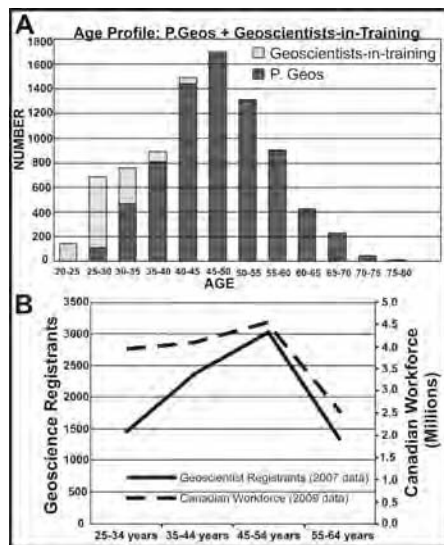 A
Age Profile: P.Geos + Geoscientists-in-Training
Geoscientists-in-training
P. Geos
NUMBER
1800
1600
1400
1200
1000
800
600
400
200
0
20-25 25-30 30-35 35-40 40-45 45-50 50-55 55-60 60-65 65-70 70-75 75-80
AGE
B
Geoscience Registrants
3500
3000
2500
2000
1500
1000
500
0
5.0
4.5
4.0
3.5
3.0
2.5
2.0
1.5
1.0
0.5
0
Canadian Workforce
(Millions)
Geoscientist Registrants (2007 data)
Canadian Workforce (2009 data)
25-34 years 35-44 years 45-54 years 55-64 years